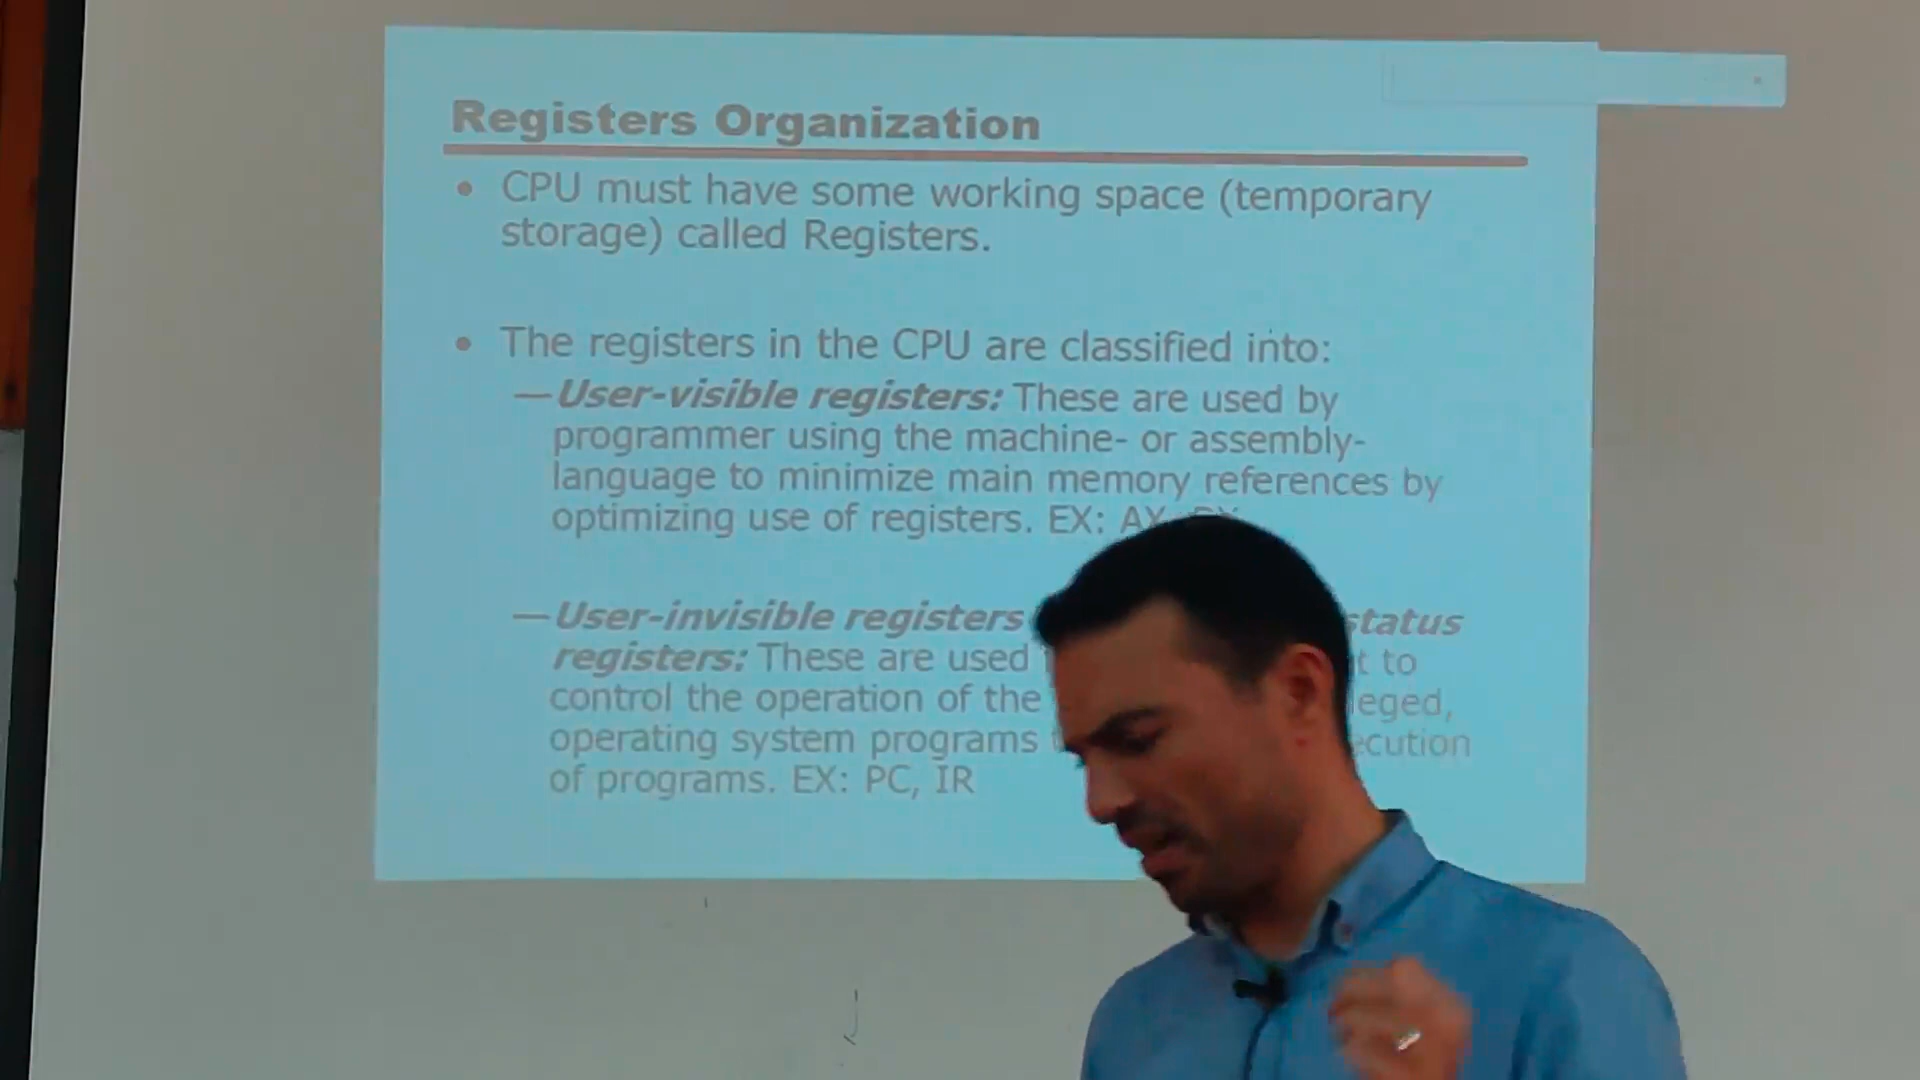 Registers Organization
• CPU must have some working space (temporary
storage) called Registers.
• The registers in the CPU are classified into:
—User-visible registers: These are used by
programmer using the machine- or assembly-
language to minimize main memory references by
optimizing use of registers. EX: AX,
—User-invisible registers status
registers: These are used to
control the operation of the
operating system programs
of programs. EX: PC, IR